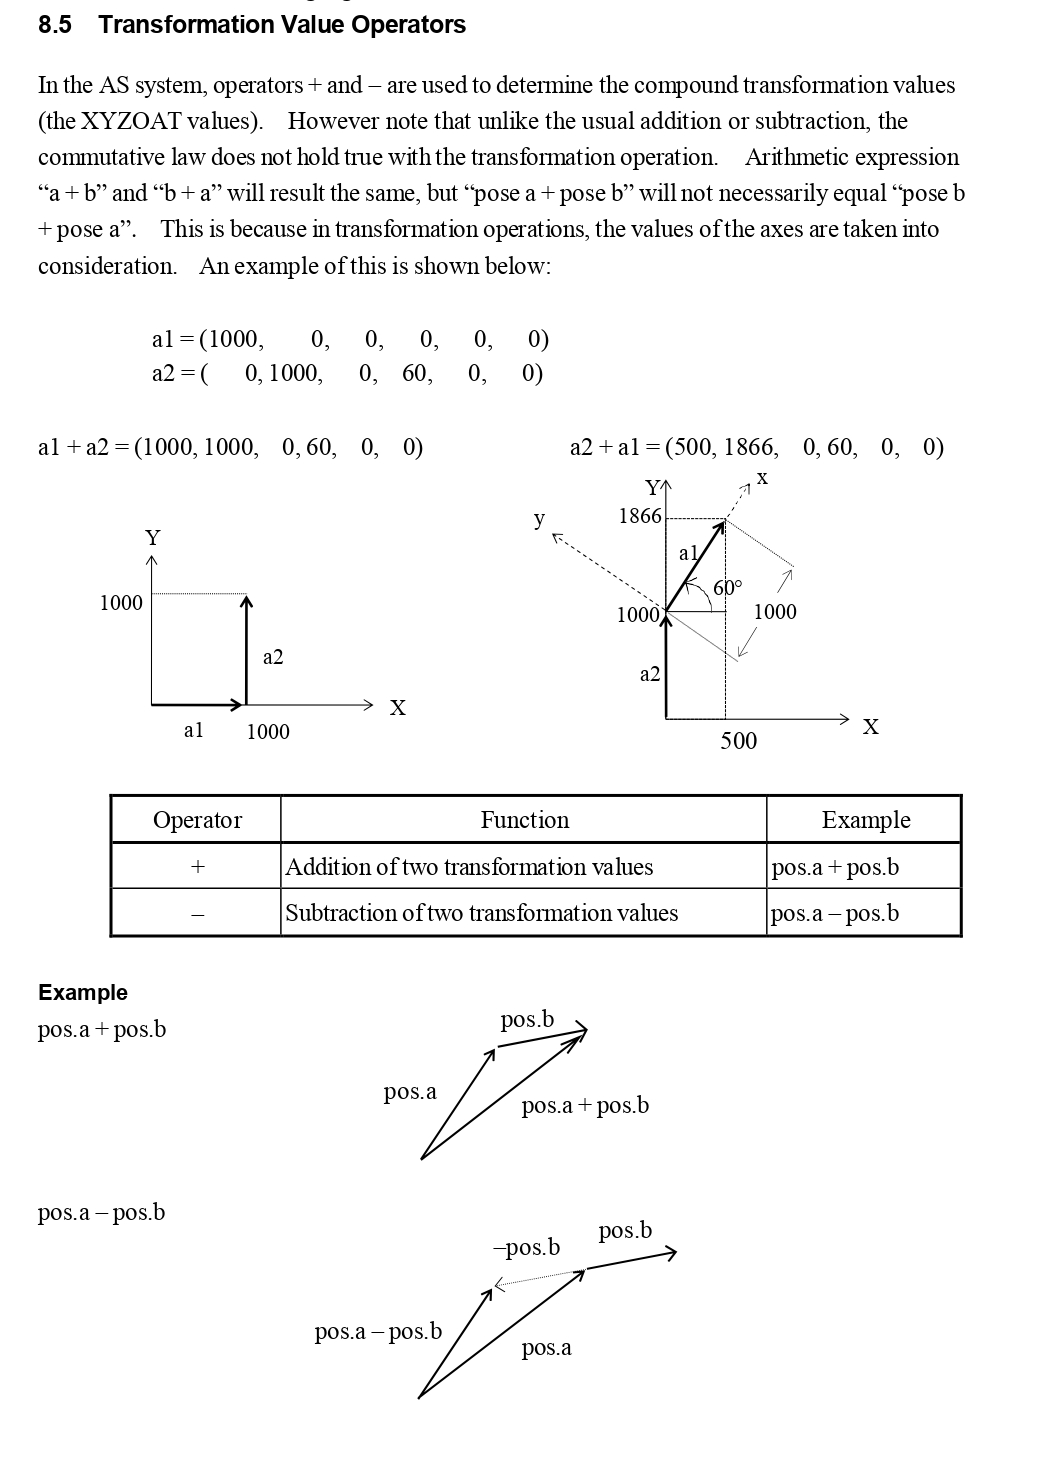 8.5 Transformation Value Operators
In the AS system, operators + and – are used to determine the compound transformation values
(the XYZOAT values). However note that unlike the usual addition or subtraction, the
commutative law does not hold true with the transformation operation. Arithmetic expression
“a + b” and “b + a” will result the same, but “pose a + pose b” will not necessarily equal “pose b
+ pose a”. This is because in transformation operations, the values of the axes are taken into
consideration. An example of this is shown below:
a1 = (1000, 0, 0, 0, 0, 0)
a2 = ( 0, 1000, 0, 60, 0, 0)
a1 + a2 = (1000, 1000, 0, 60, 0, 0)
a2 + a1 = (500, 1866, 0, 60, 0, 0)
Y
1000
a2
X
a1 1000
x
Y
1866
y
a1
60°
1000
1000
a2
X
500
Operator Function Example
+ Addition of two transformation values pos.a + pos.b
– Subtraction of two transformation values pos.a – pos.b
Example
pos.a + pos.b
pos.b
pos.a
pos.a + pos.b
pos.a – pos.b
pos.b
–pos.b
pos.a – pos.b
pos.a